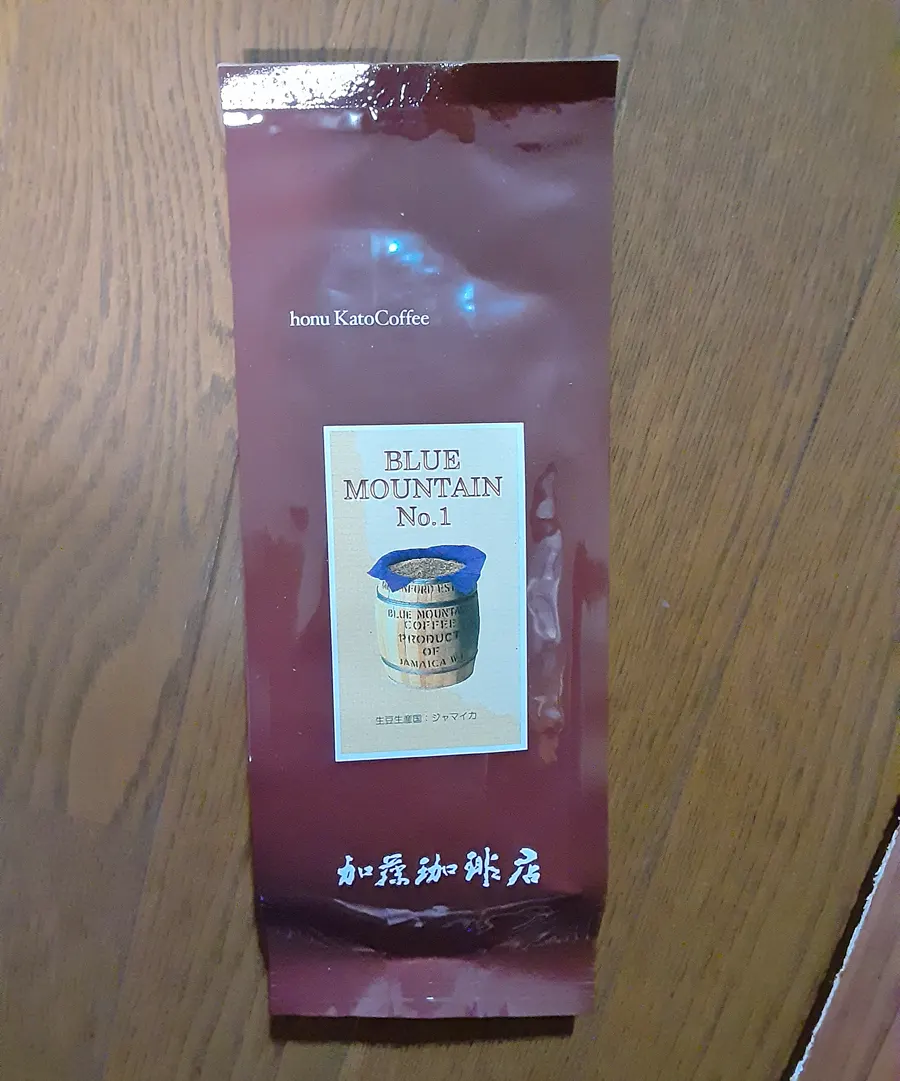 honu KatoCoffee
BLUE
MOUNTAIN
No.1
BLUE MOUNTA
COFFEE
PRODUCT
OF
JAMAICA W
生豆生産国：ジャマイカ
加藤珈琲店